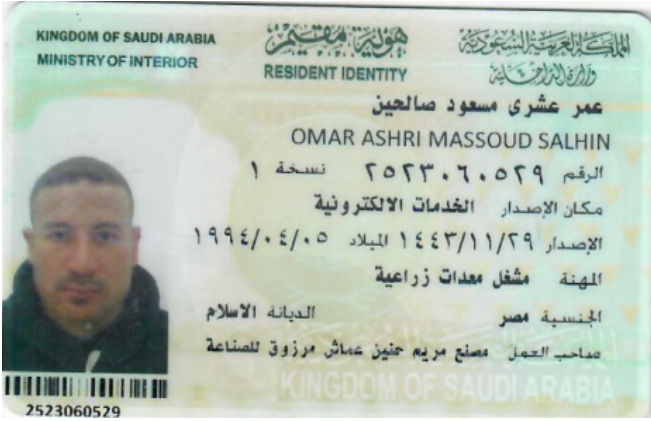 KINGDOM OF SAUDI ARABIA
MINISTRY OF INTERIOR
هوية مقيم
RESIDENT IDENTITY
المملكة العربية السعودية
وزارة الداخلية
عمر عشرى مسعود صالحين
OMAR ASHRI MASSOUD SALHIN
الرقم ٢٥٢٣٠٦٠٥٢٩ نسخة ١
مكان الإصدار الخدمات الالكترونية
الإصدار ١٤٤٣/١١/٢٩ الميلاد ١٩٩٤/٠٤/٠٥
المهنة مشغل معدات زراعية
الجنسية مصر الديانة الاسلام
صاحب العمل مصنع مريم حنين عماش مرزوق للصناعة
KINGDOM OF SAUDI ARABIA
2523060529